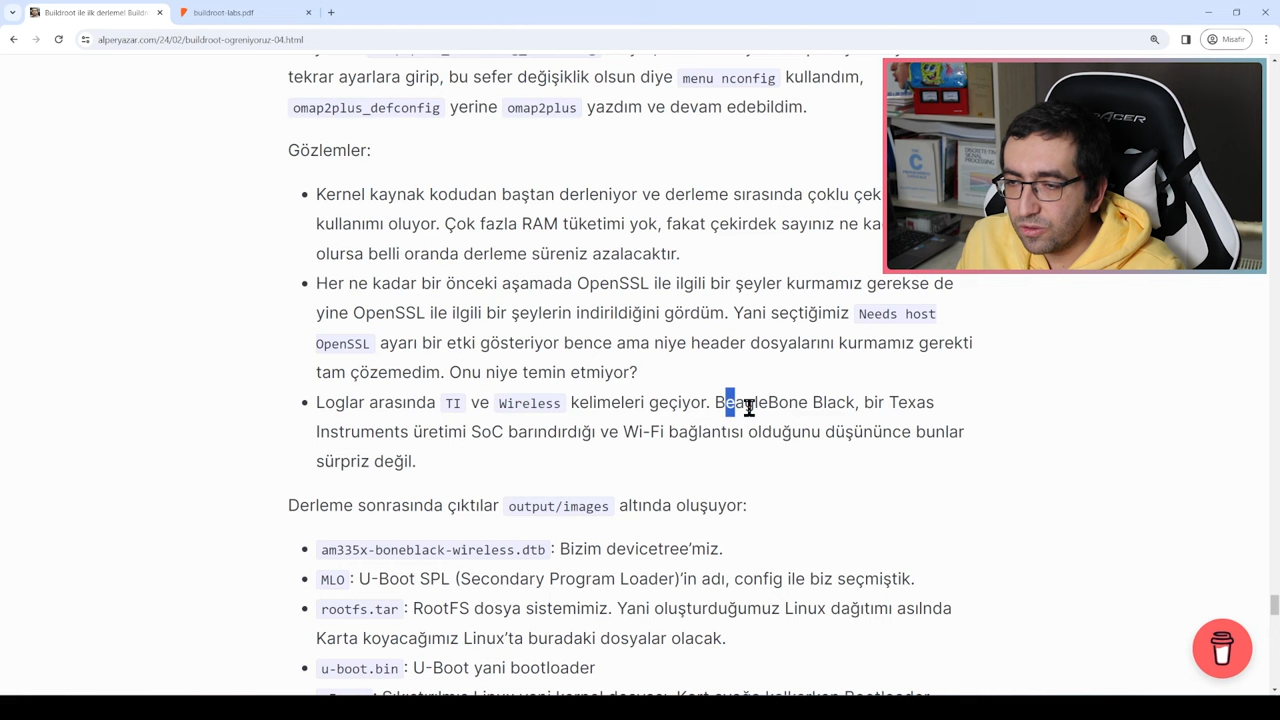 Buildroot ile ilk derleme! Buildr
buildroot-labs.pdf
alperyazar.com/24/02/buildroot-ogreniyoruz-04.html
Misafir
tekrar ayarlara girip, bu sefer değişiklik olsun diye menu nconfig kullandım,
omap2plus_defconfig yerine omap2plus yazdım ve devam edebildim.
Gözlemler:
Kernel kaynak kodudan baştan derleniyor ve derleme sırasında çoklu çek
kullanımı oluyor. Çok fazla RAM tüketimi yok, fakat çekirdek sayınız ne ka
olursa belli oranda derleme süreniz azalacaktır.
Her ne kadar bir önceki aşamada OpenSSL ile ilgili bir şeyler kurmamız gerekse de
yine OpenSSL ile ilgili bir şeylerin indirildiğini gördüm. Yani seçtiğimiz Needs host
OpenSSL ayarı bir etki gösteriyor bence ama niye header dosyalarını kurmamız gerekti
tam çözemedim. Onu niye temin etmiyor?
Loglar arasında TI ve Wireless kelimeleri geçiyor. BeagleBone Black, bir Texas
Instruments üretimi SoC barındırdığı ve Wi-Fi bağlantısı olduğunu düşününce bunlar
sürpriz değil.
Derleme sonrasında çıktılar output/images altında oluşuyor:
am335x-boneblack-wireless.dtb: Bizim devicetree’miz.
MLO: U-Boot SPL (Secondary Program Loader)’in adı, config ile biz seçmiştik.
rootfs.tar: RootFS dosya sistemimiz. Yani oluşturduğumuz Linux dağıtımı aslında
Karta koyacağımız Linux’ta buradaki dosyalar olacak.
u-boot.bin: U-Boot yani bootloader